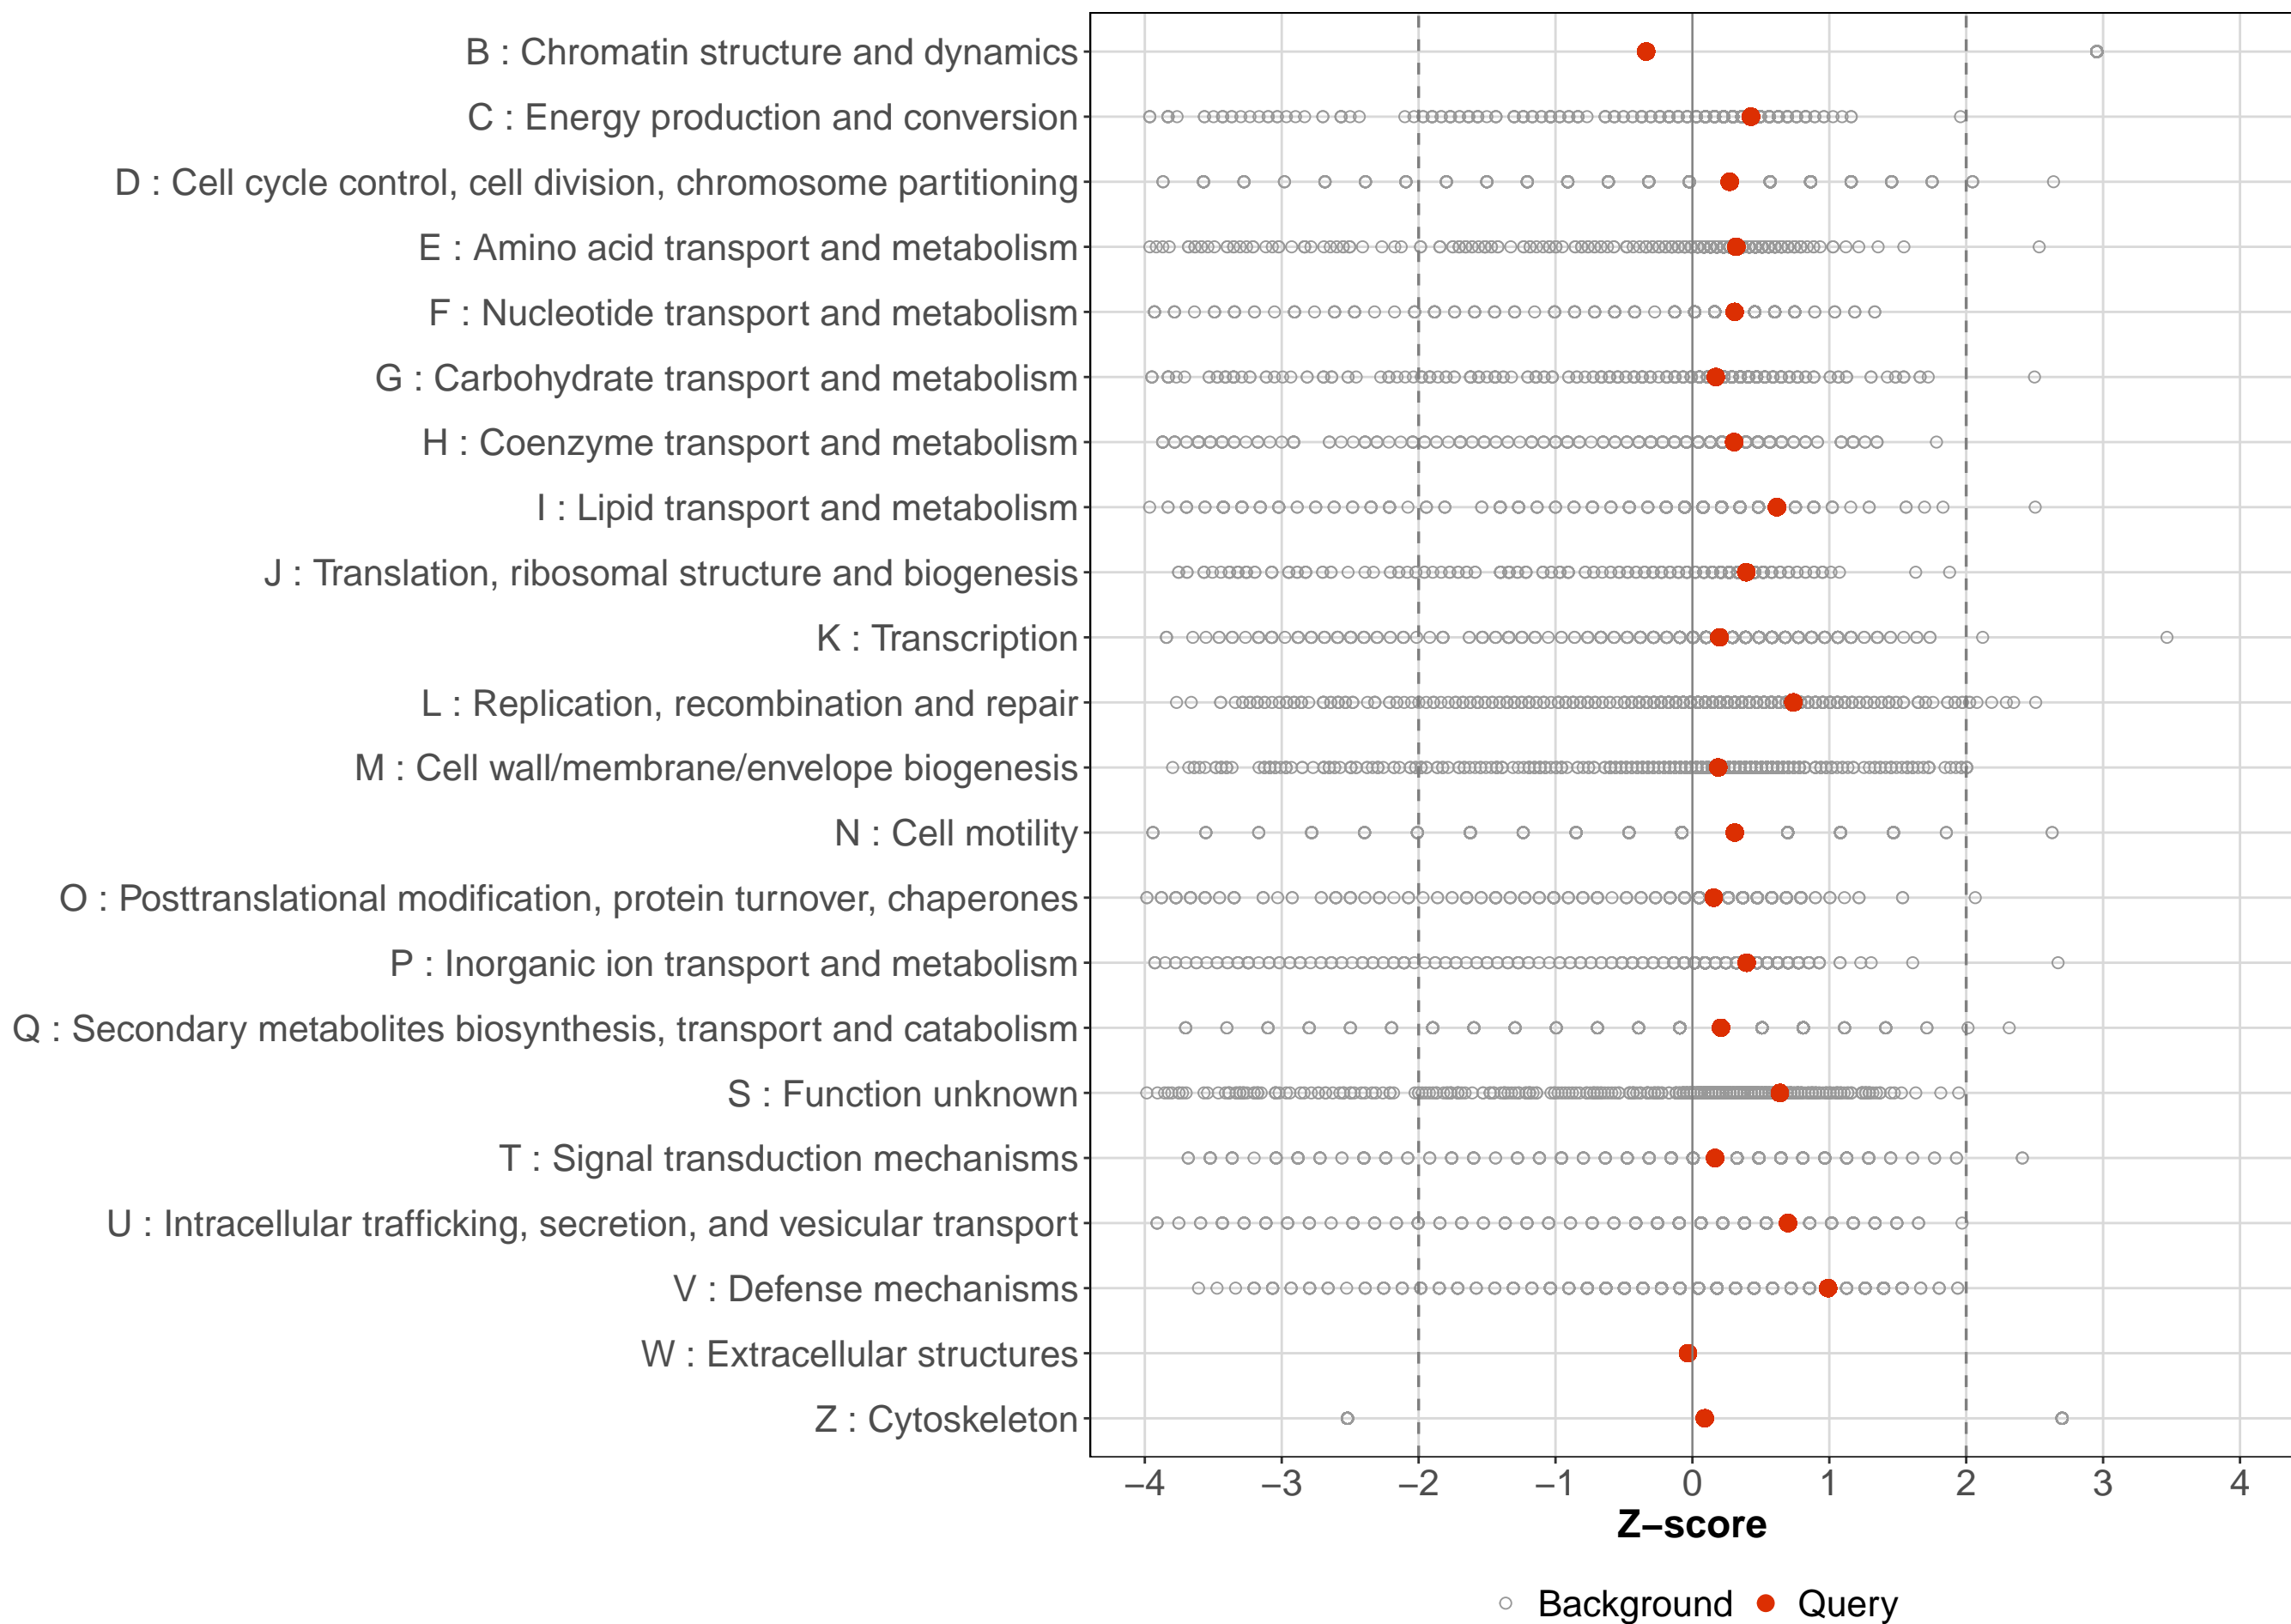 B : Chromatin structure and dynamics
C : Energy production and conversion
D : Cell cycle control, cell division, chromosome partitioning
E : Amino acid transport and metabolism
F : Nucleotide transport and metabolism
G : Carbohydrate transport and metabolism
H : Coenzyme transport and metabolism
I : Lipid transport and metabolism
J : Translation, ribosomal structure and biogenesis
K : Transcription
L : Replication, recombination and repair
M : Cell wall/membrane/envelope biogenesis
N : Cell motility
O : Posttranslational modification, protein turnover, chaperones
P : Inorganic ion transport and metabolism
Q : Secondary metabolites biosynthesis, transport and catabolism
S : Function unknown
T : Signal transduction mechanisms
U : Intracellular trafficking, secretion, and vesicular transport
V : Defense mechanisms
W : Extracellular structures
Z : Cytoskeleton
−4 −3 −2 −1 0 1 2 3 4
Z−score
Background Query